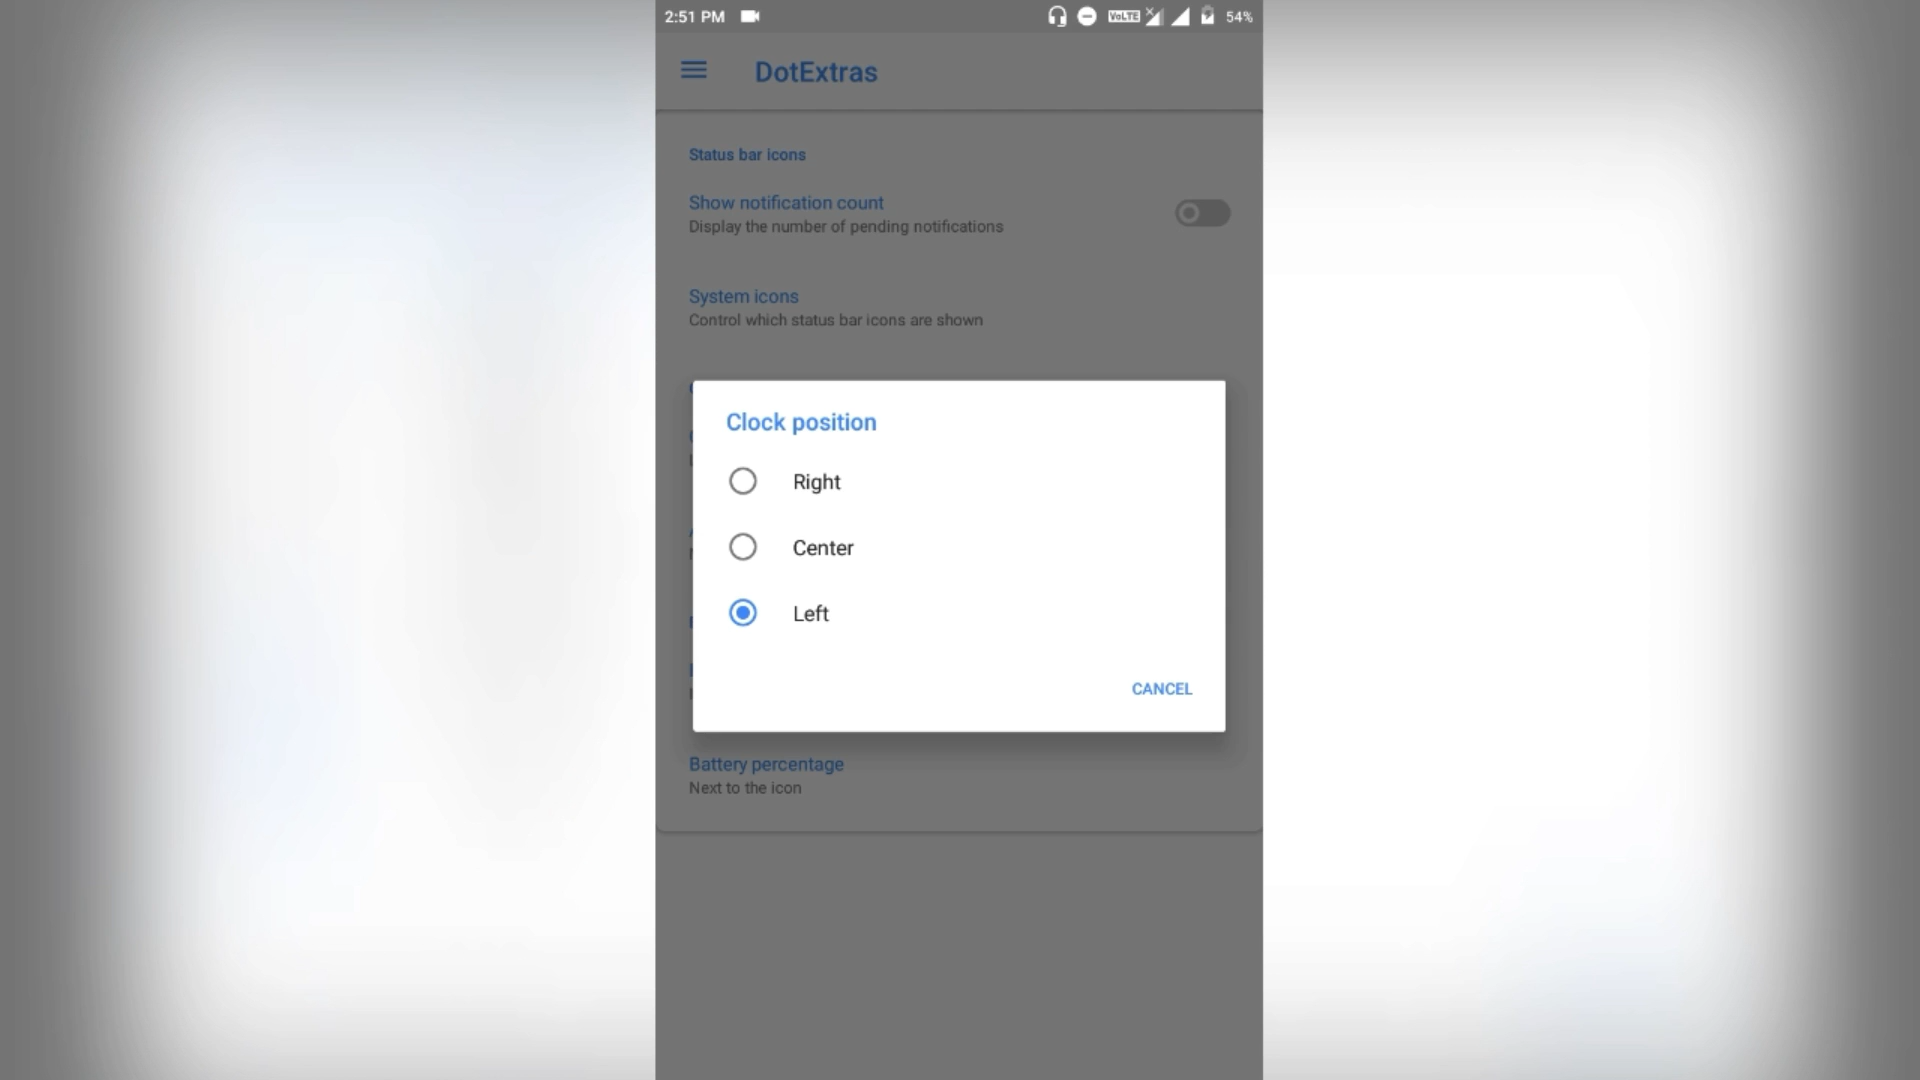 2:51 PM
VoLTE
54%
DotExtras
Status bar icons
Show notification count
Display the number of pending notifications
System icons
Control which status bar icons are shown
Clock position
Right
Center
Left
CANCEL
Battery percentage
Next to the icon